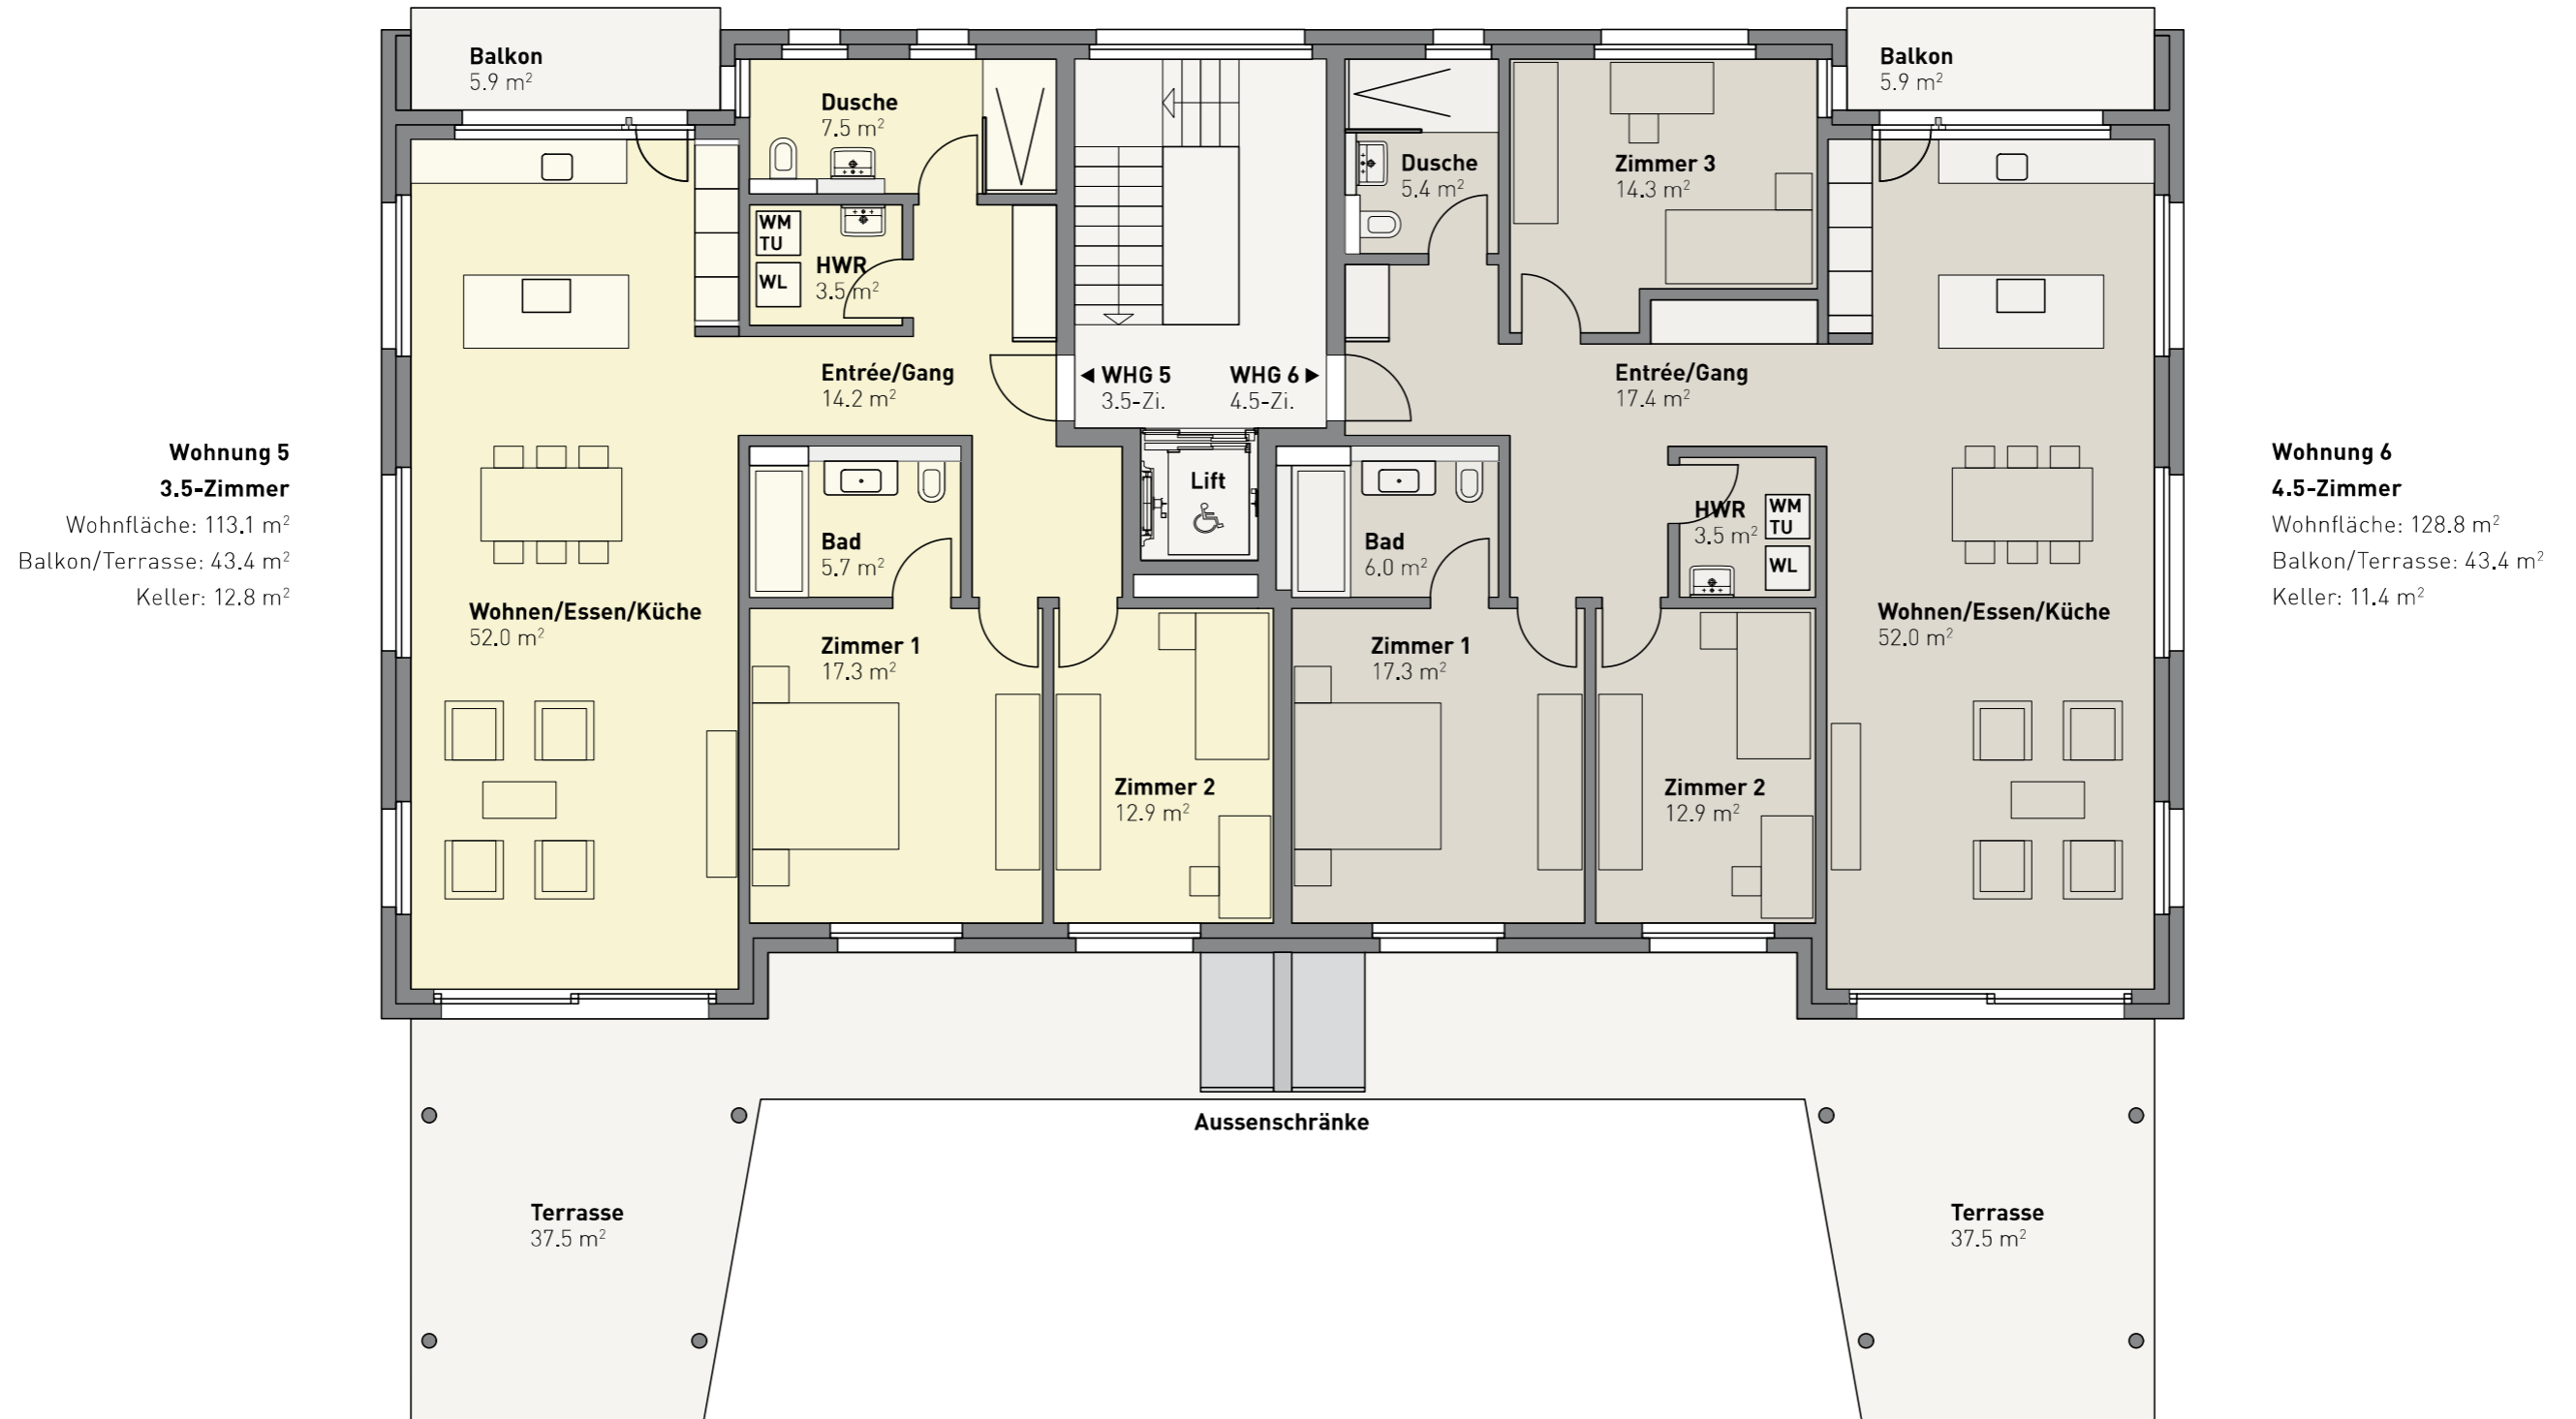 Balkon
5.9 m²
Balkon
5.9 m²
Dusche
7.5 m²
Dusche
5.4 m²
Zimmer 3
14.3 m²
WM
TU
WL
HWR
3.5 m²
Entrée/Gang
14.2 m²
◀ WHG 5
3.5-Zi.
WHG 6 ▶
4.5-Zi.
Entrée/Gang
17.4 m²
Wohnung 5
3.5-Zimmer
Wohnfläche: 113.1 m²
Balkon/Terrasse: 43.4 m²
Keller: 12.8 m²
Wohnung 6
4.5-Zimmer
Wohnfläche: 128.8 m²
Balkon/Terrasse: 43.4 m²
Keller: 11.4 m²
Lift
Bad
5.7 m²
Bad
6.0 m²
HWR
3.5 m²
WM
TU
WL
Wohnen/Essen/Küche
52.0 m²
Wohnen/Essen/Küche
52.0 m²
Zimmer 1
17.3 m²
Zimmer 1
17.3 m²
Zimmer 2
12.9 m²
Zimmer 2
12.9 m²
Aussenschränke
Terrasse
37.5 m²
Terrasse
37.5 m²